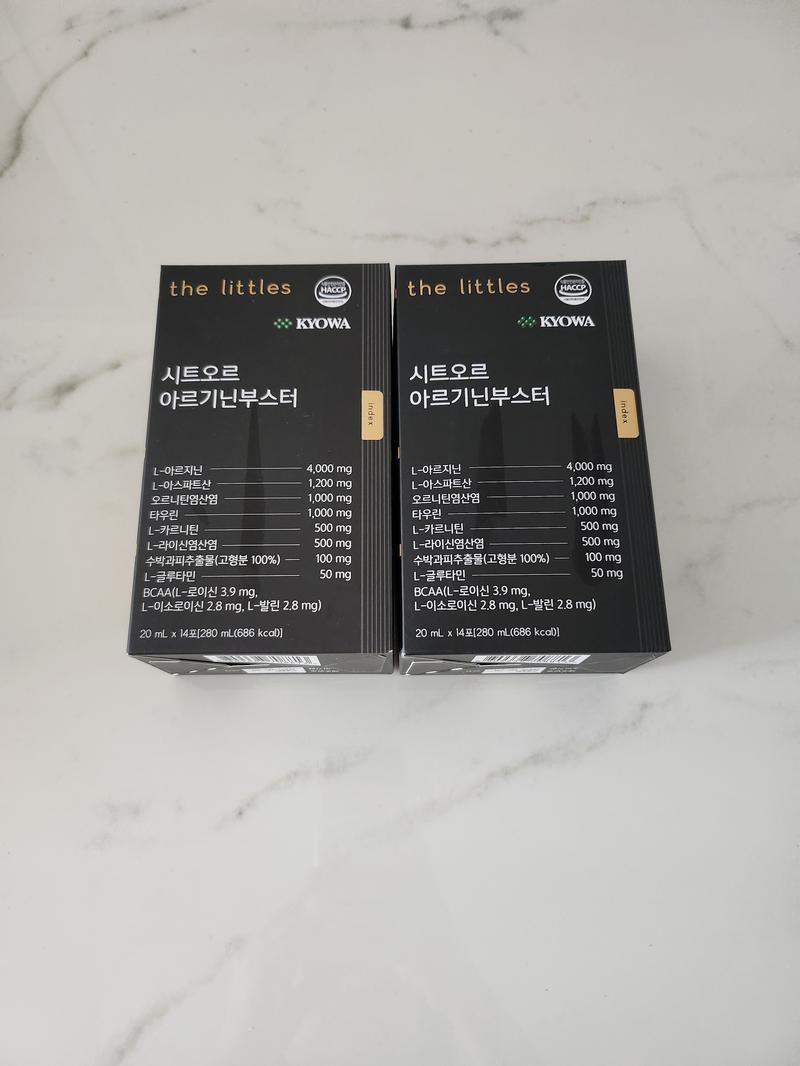 the littles
HACCP
KYOWA
시트오르
아르기닌부스터
index
L-아르지닌 4,000 mg
L-아스파트산 1,200 mg
오르니틴염산염 1,000 mg
타우린 1,000 mg
L-카르니틴 500 mg
L-라이신염산염 500 mg
수박과피추출물(고형분 100%) 100 mg
L-글루타민 50 mg
BCAA(L-로이신 3.9 mg,
L-이소로이신 2.8 mg, L-발린 2.8 mg)
20 mL x 14포[280 mL(686 kcal)]
the littles
HACCP
KYOWA
시트오르
아르기닌부스터
index
L-아르지닌 4,000 mg
L-아스파트산 1,200 mg
오르니틴염산염 1,000 mg
타우린 1,000 mg
L-카르니틴 500 mg
L-라이신염산염 500 mg
수박과피추출물(고형분 100%) 100 mg
L-글루타민 50 mg
BCAA(L-로이신 3.9 mg,
L-이소로이신 2.8 mg, L-발린 2.8 mg)
20 mL x 14포[280 mL(686 kcal)]